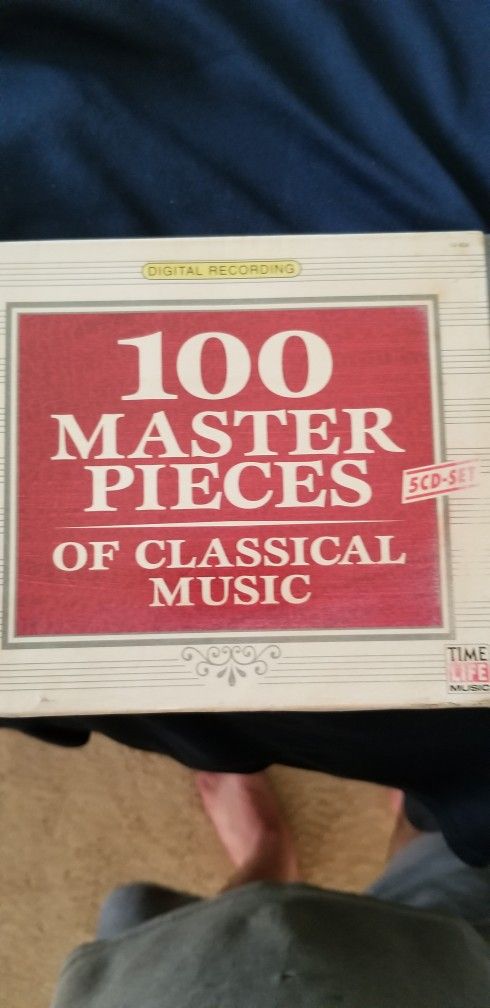 DIGITAL RECORDING
100
MASTER
PIECES
5CD-SET
OF CLASSICAL
MUSIC
TIME
LIFE
MUSIC